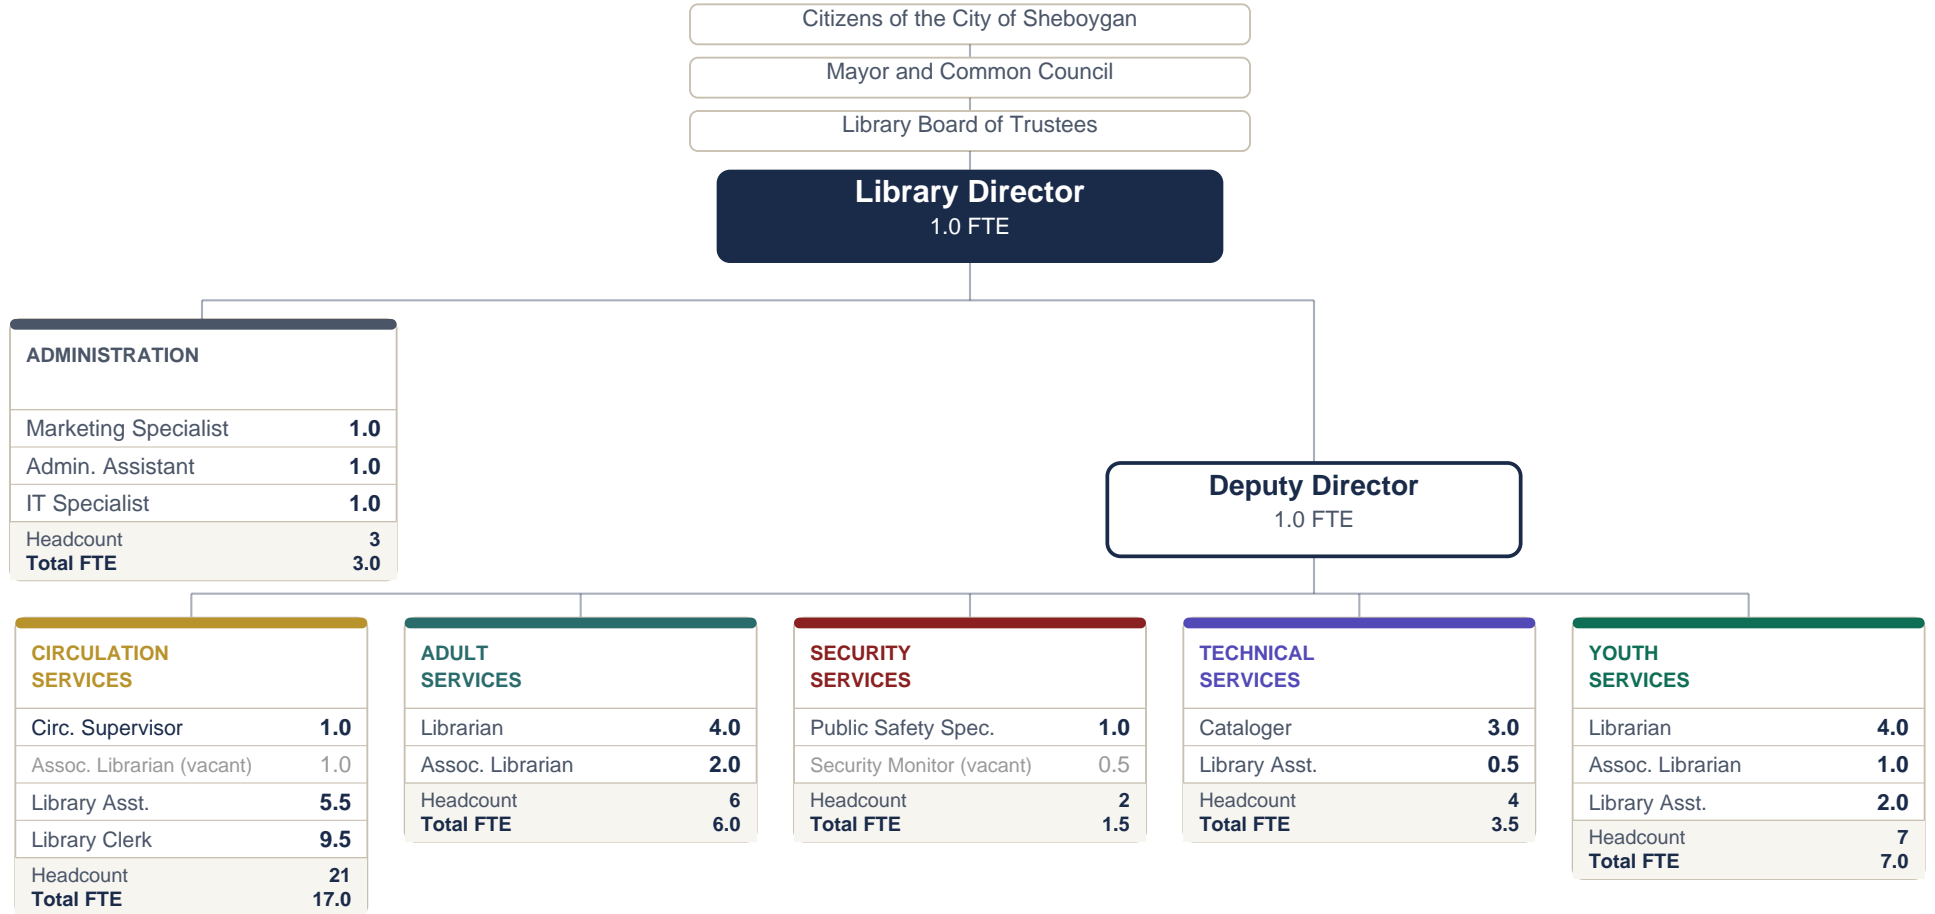 Citizens of the City of Sheboygan
Mayor and Common Council
Library Board of Trustees
Library Director
1.0 FTE
ADMINISTRATION
Marketing Specialist 1.0
Admin. Assistant 1.0
IT Specialist 1.0
Headcount 3
Total FTE 3.0
Deputy Director
1.0 FTE
CIRCULATION
SERVICES
Circ. Supervisor 1.0
Assoc. Librarian (vacant) 1.0
Library Asst. 5.5
Library Clerk 9.5
Headcount 21
Total FTE 17.0
ADULT
SERVICES
Librarian 4.0
Assoc. Librarian 2.0
Headcount 6
Total FTE 6.0
SECURITY
SERVICES
Public Safety Spec. 1.0
Security Monitor (vacant) 0.5
Headcount 2
Total FTE 1.5
TECHNICAL
SERVICES
Cataloger 3.0
Library Asst. 0.5
Headcount 4
Total FTE 3.5
YOUTH
SERVICES
Librarian 4.0
Assoc. Librarian 1.0
Library Asst. 2.0
Headcount 7
Total FTE 7.0